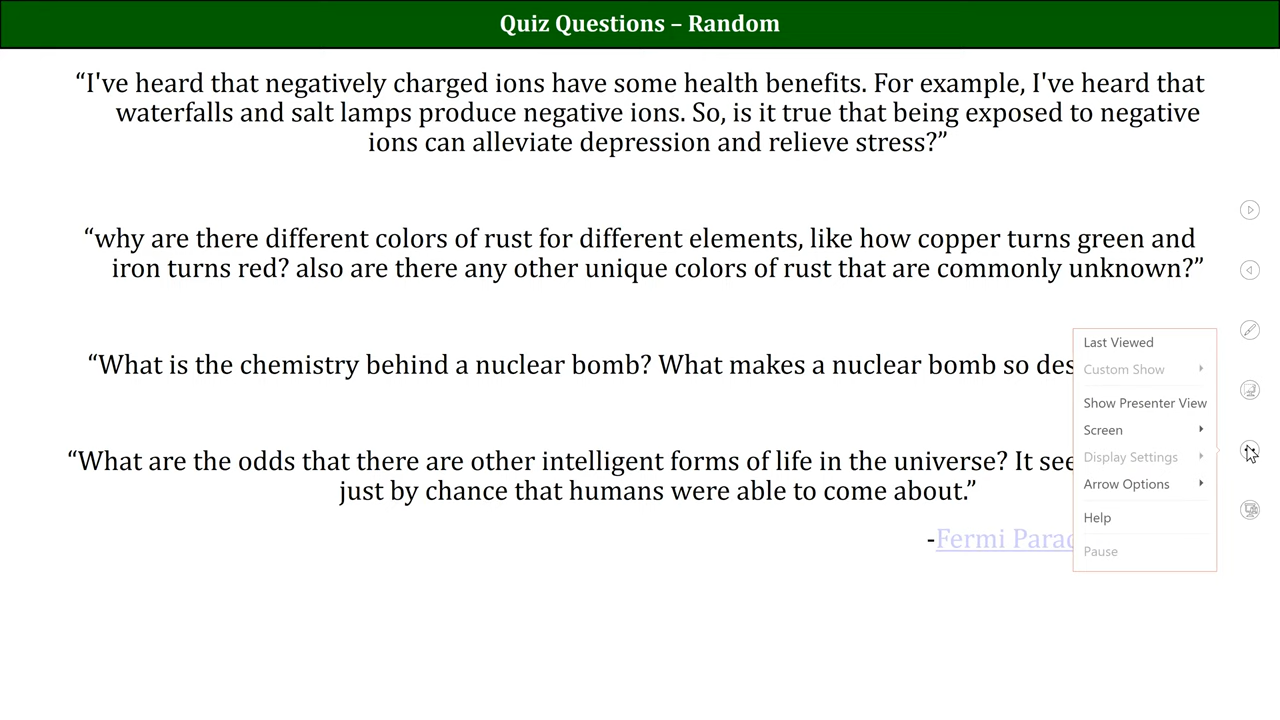 Quiz Questions – Random
“I've heard that negatively charged ions have some health benefits. For example, I've heard that
waterfalls and salt lamps produce negative ions. So, is it true that being exposed to negative
ions can alleviate depression and relieve stress?”
“why are there different colors of rust for different elements, like how copper turns green and
iron turns red? also are there any other unique colors of rust that are commonly unknown?”
“What is the chemistry behind a nuclear bomb? What makes a nuclear bomb so
“What are the odds that there are other intelligent forms of life in the universe? It
just by chance that humans were able to come about.”
-Fermi
Last Viewed
Custom Show
Show Presenter View
Screen
Display Settings
Arrow Options
Help
Pause